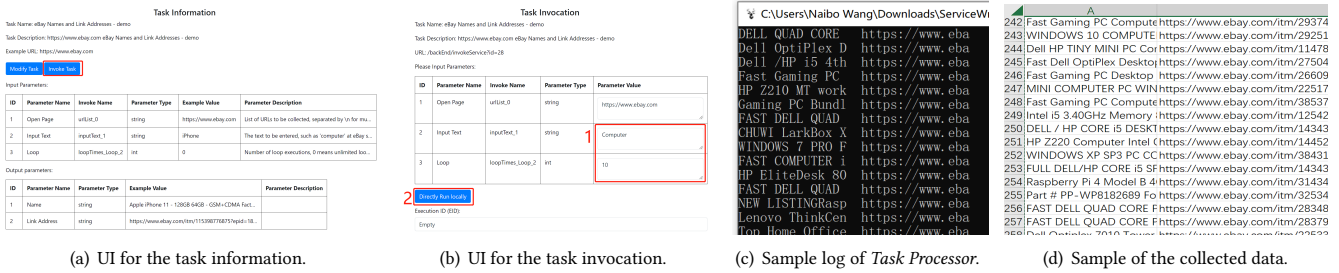 Task Information
Task Name: eBay Names and Link Addresses - demo
Task Description: https://www.ebay.com eBay Names and Link Addresses - demo
Example URL: https://www.ebay.com
Modify Task Invoke Task
Input Parameters:
ID Parameter Name Invoke Name Parameter Type Example Value Parameter Description
1 Open Page urlList_0 string https://www.ebay.com List of URLs to be collected, separated by \n for mu...
2 Input Text inputText_1 string iPhone The text to be entered, such as 'computer' at eBay s...
3 Loop loopTimes_Loop_2 int 0 Number of loop executions, 0 means unlimited loo...
Output parameters:
ID Parameter Name Parameter Type Example Value Parameter Description
1 Name string Apple iPhone 11 - 128GB 64GB - GSM+CDMA Fact...
2 Link Address string https://www.ebay.com/itm/115398776875?epid=18...
(a) UI for the task information.
Task Invocation
Task Name: eBay Names and Link Addresses - demo
Task Description: https://www.ebay.com eBay Names and Link Addresses - demo
URL: /backEnd/invokeService?id=28
Please Input Parameters:
ID Parameter Name Invoke Name Parameter Type Parameter Value
1 Open Page urlList_0 string https://www.ebay.com
2 Input Text inputText_1 string Computer
1
3 Loop loopTimes_Loop_2 int 10
2 Directly Run locally
Execution ID (EID):
Empty
(b) UI for the task invocation.
C:\Users\Naibo Wang\Downloads\ServiceWr
DELL QUAD CORE https://www.eba
Dell OptiPlex D https://www.eba
Dell /HP i5 4th https://www.eba
Fast Gaming PC https://www.eba
HP Z210 MT work https://www.eba
Gaming PC Bundl https://www.eba
FAST DELL QUAD https://www.eba
CHUWI LarkBox X https://www.eba
WINDOWS 7 PRO F https://www.eba
FAST COMPUTER i https://www.eba
HP EliteDesk 80 https://www.eba
FAST DELL QUAD https://www.eba
NEW LISTINGRasp https://www.eba
Lenovo ThinkCen https://www.eba
Top Home Office https://www.eba
(c) Sample log of Task Processor.
A
242 Fast Gaming PC Compute https://www.ebay.com/itm/29374
243 WINDOWS 10 COMPUTE https://www.ebay.com/itm/29251
244 Dell HP TINY MINI PC Cor https://www.ebay.com/itm/11478
245 Fast Dell OptiPlex Desktop https://www.ebay.com/itm/27504
246 Fast Gaming PC Desktop https://www.ebay.com/itm/26609
247 MINI COMPUTER PC WIN https://www.ebay.com/itm/22517
248 Fast Gaming PC Compute https://www.ebay.com/itm/38537
249 Intel i5 3.40GHz Memory https://www.ebay.com/itm/12542
250 DELL / HP CORE i5 DESKT https://www.ebay.com/itm/14343
251 HP Z220 Computer Intel https://www.ebay.com/itm/14452
252 WINDOWS XP SP3 PC CC https://www.ebay.com/itm/38431
253 FULL DELL/HP CORE i5 SF https://www.ebay.com/itm/14343
254 Raspberry Pi 4 Model B 4 https://www.ebay.com/itm/31434
255 Part # PP-WP8182689 Fo https://www.ebay.com/itm/32534
256 FAST DELL QUAD CORE F https://www.ebay.com/itm/28348
257 FAST DELL QUAD CORE F https://www.ebay.com/itm/28379
(d) Sample of the collected data.